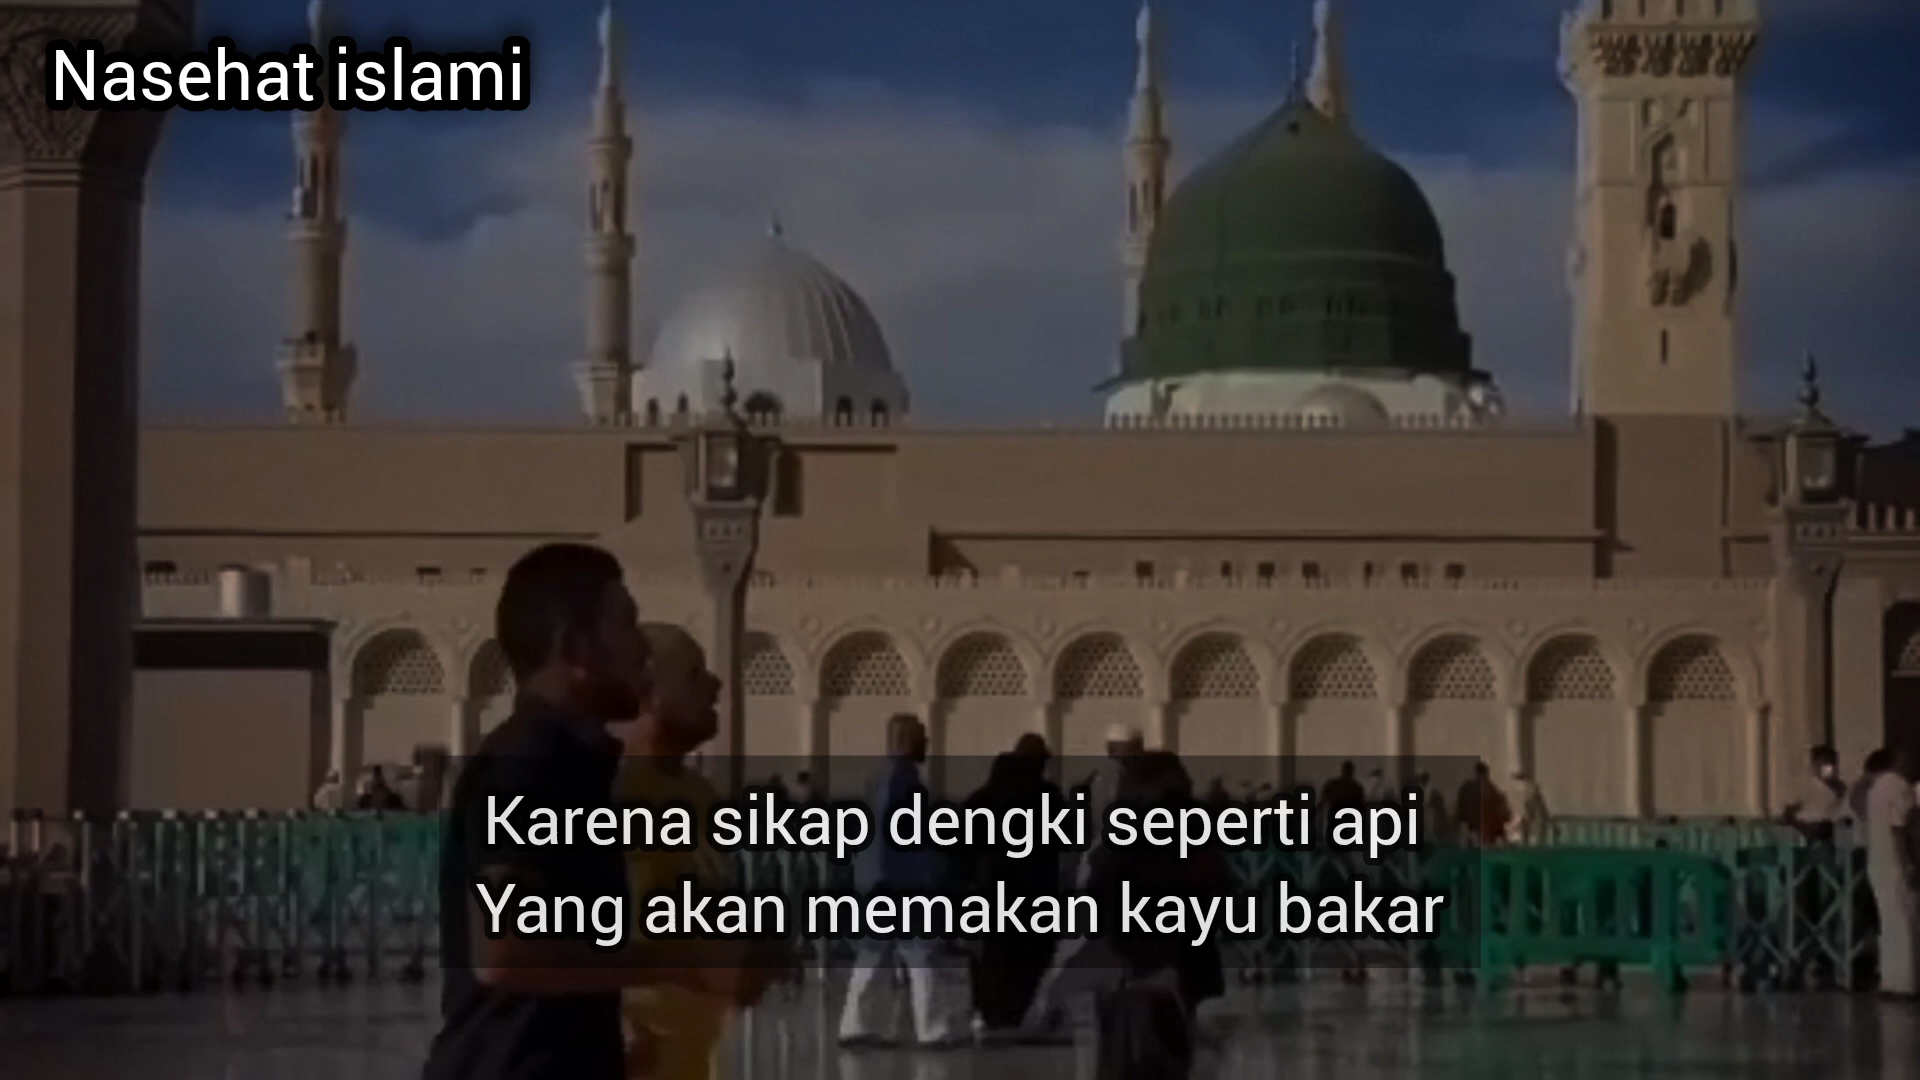 Nasehat islami
Karena sikap dengki seperti api
Yang akan memakan kayu bakar